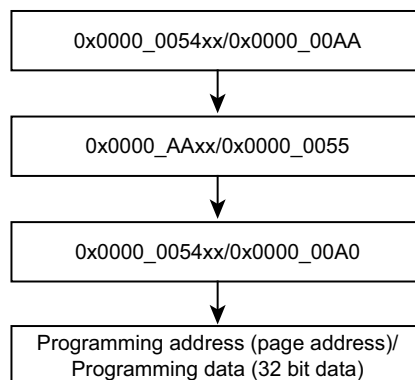 0x0000_0054xx/0x0000_00AA
0x0000_AAxx/0x0000_0055
0x0000_0054xx/0x0000_00A0
Programming address (page address)/
Programming data (32 bit data)